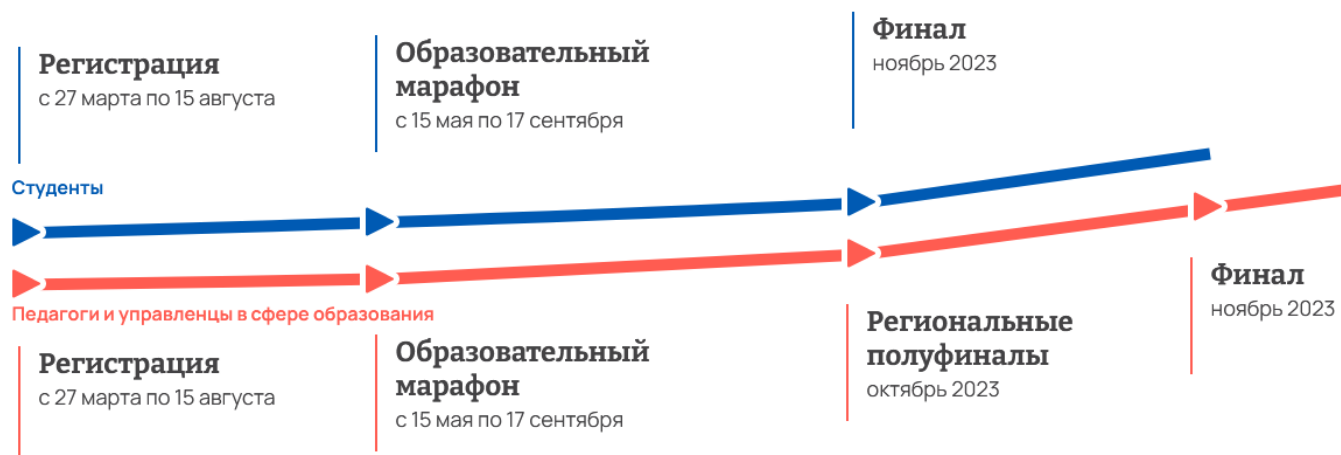 Регистрация
с 27 марта по 15 августа
Образовательный
марафон
с 15 мая по 17 сентября
Финал
ноябрь 2023
Студенты
Педагоги и управленцы в сфере образования
Регистрация
с 27 марта по 15 августа
Образовательный
марафон
с 15 мая по 17 сентября
Региональные
полуфиналы
октябрь 2023
Финал
ноябрь 2023